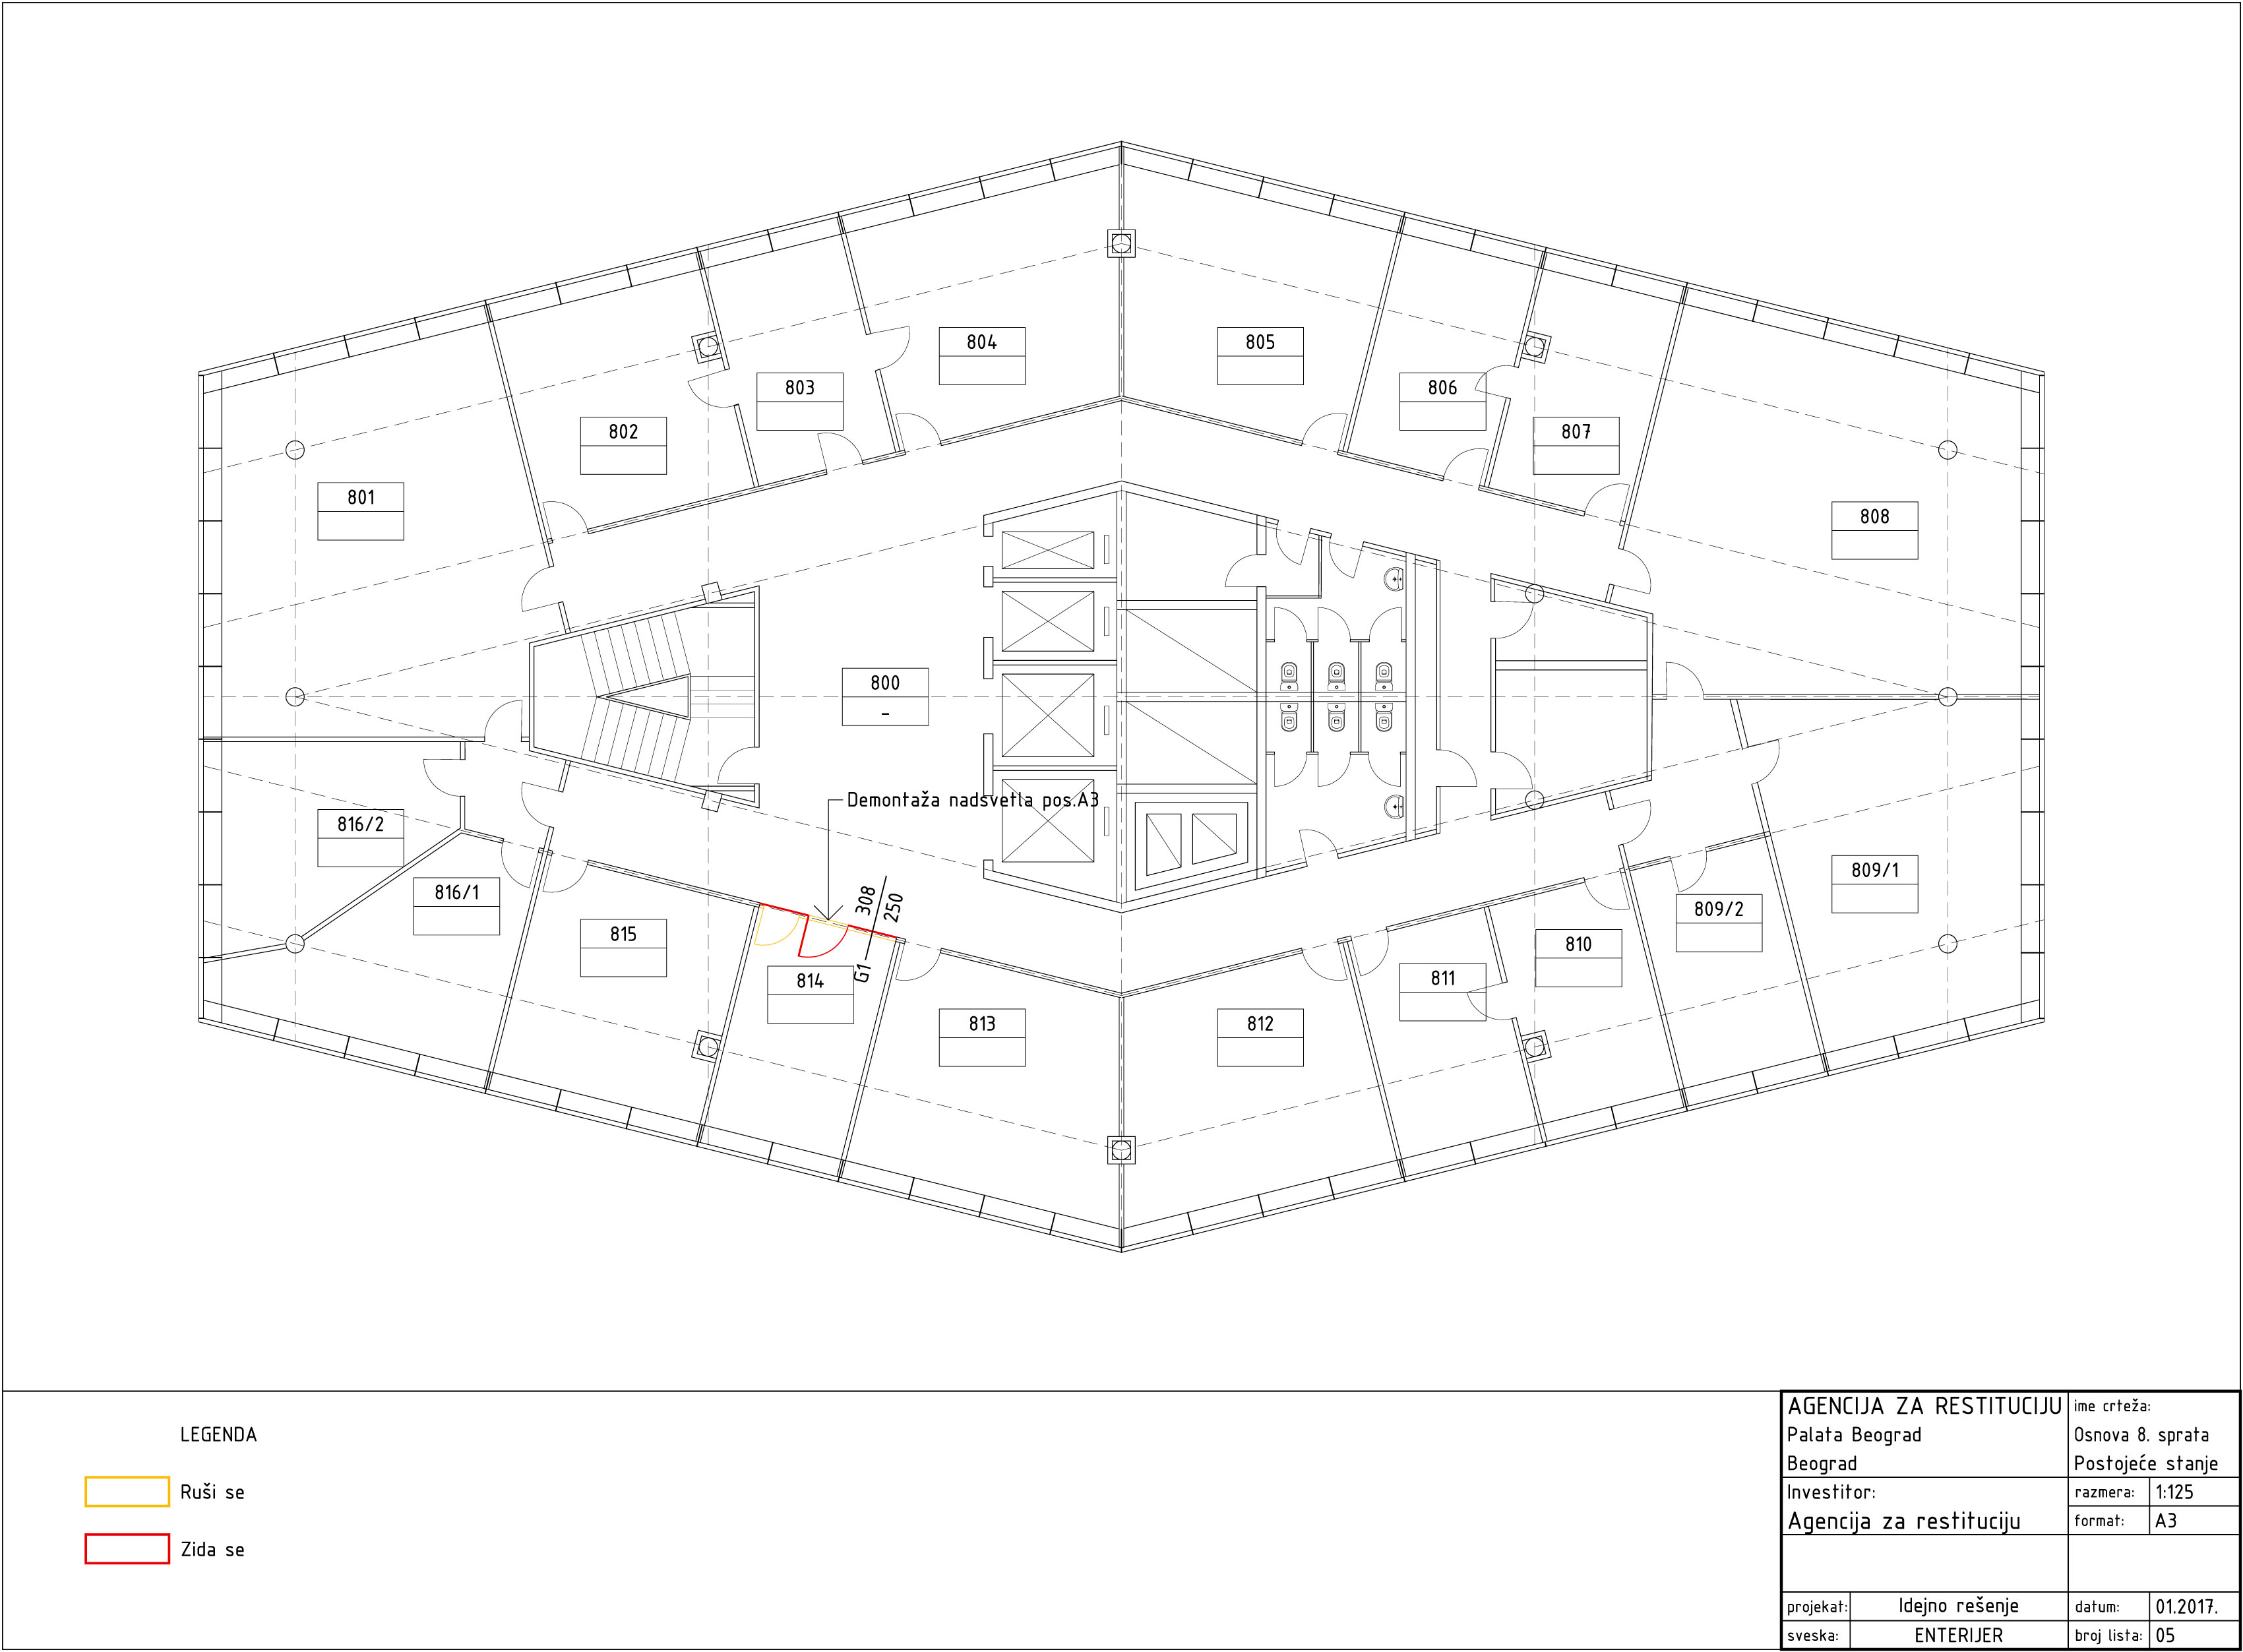 804
805
803
806
802
807
801
808
800
-
Demontaža nadsvetla pos.A3
816/2
816/1
815
308
250
G1
814
813
812
811
810
809/2
809/1
LEGENDA
Ruši se
Zida se
AGENCIJA ZA RESTITUCIJU
Palata Beograd
Beograd
ime crteža:
Osnova 8. sprata
Postojeće stanje
Investitor:
Agencija za restituciju
razmera: 1:125
format: A3
projekat: Idejno rešenje
datum: 01.2017.
sveska: ENTERIJER
broj lista: 05